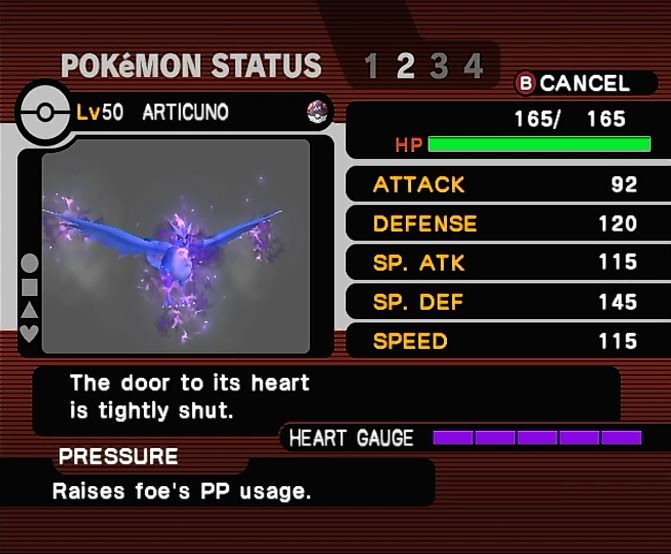 POKéMON STATUS 1 2 3 4
B CANCEL
Lv50 ARTICUNO
165/ 165
HP
ATTACK 92
DEFENSE 120
SP. ATK 115
SP. DEF 145
SPEED 115
The door to its heart
is tightly shut.
HEART GAUGE
PRESSURE
Raises foe's PP usage.